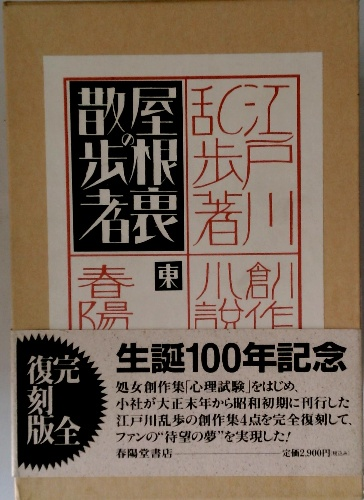 江戸川
乱歩著
屋根裏
の
散歩者
創作
小説
東
春陽
完全
復刻版
生誕100年記念
処女創作集「心理試験」をはじめ、
小社が大正末年から昭和初期に刊行した
江戸川乱歩の創作集4点を完全復刻して、
ファンの“待望の夢”を実現した!
春陽堂書店
定価2,900円(税込み)